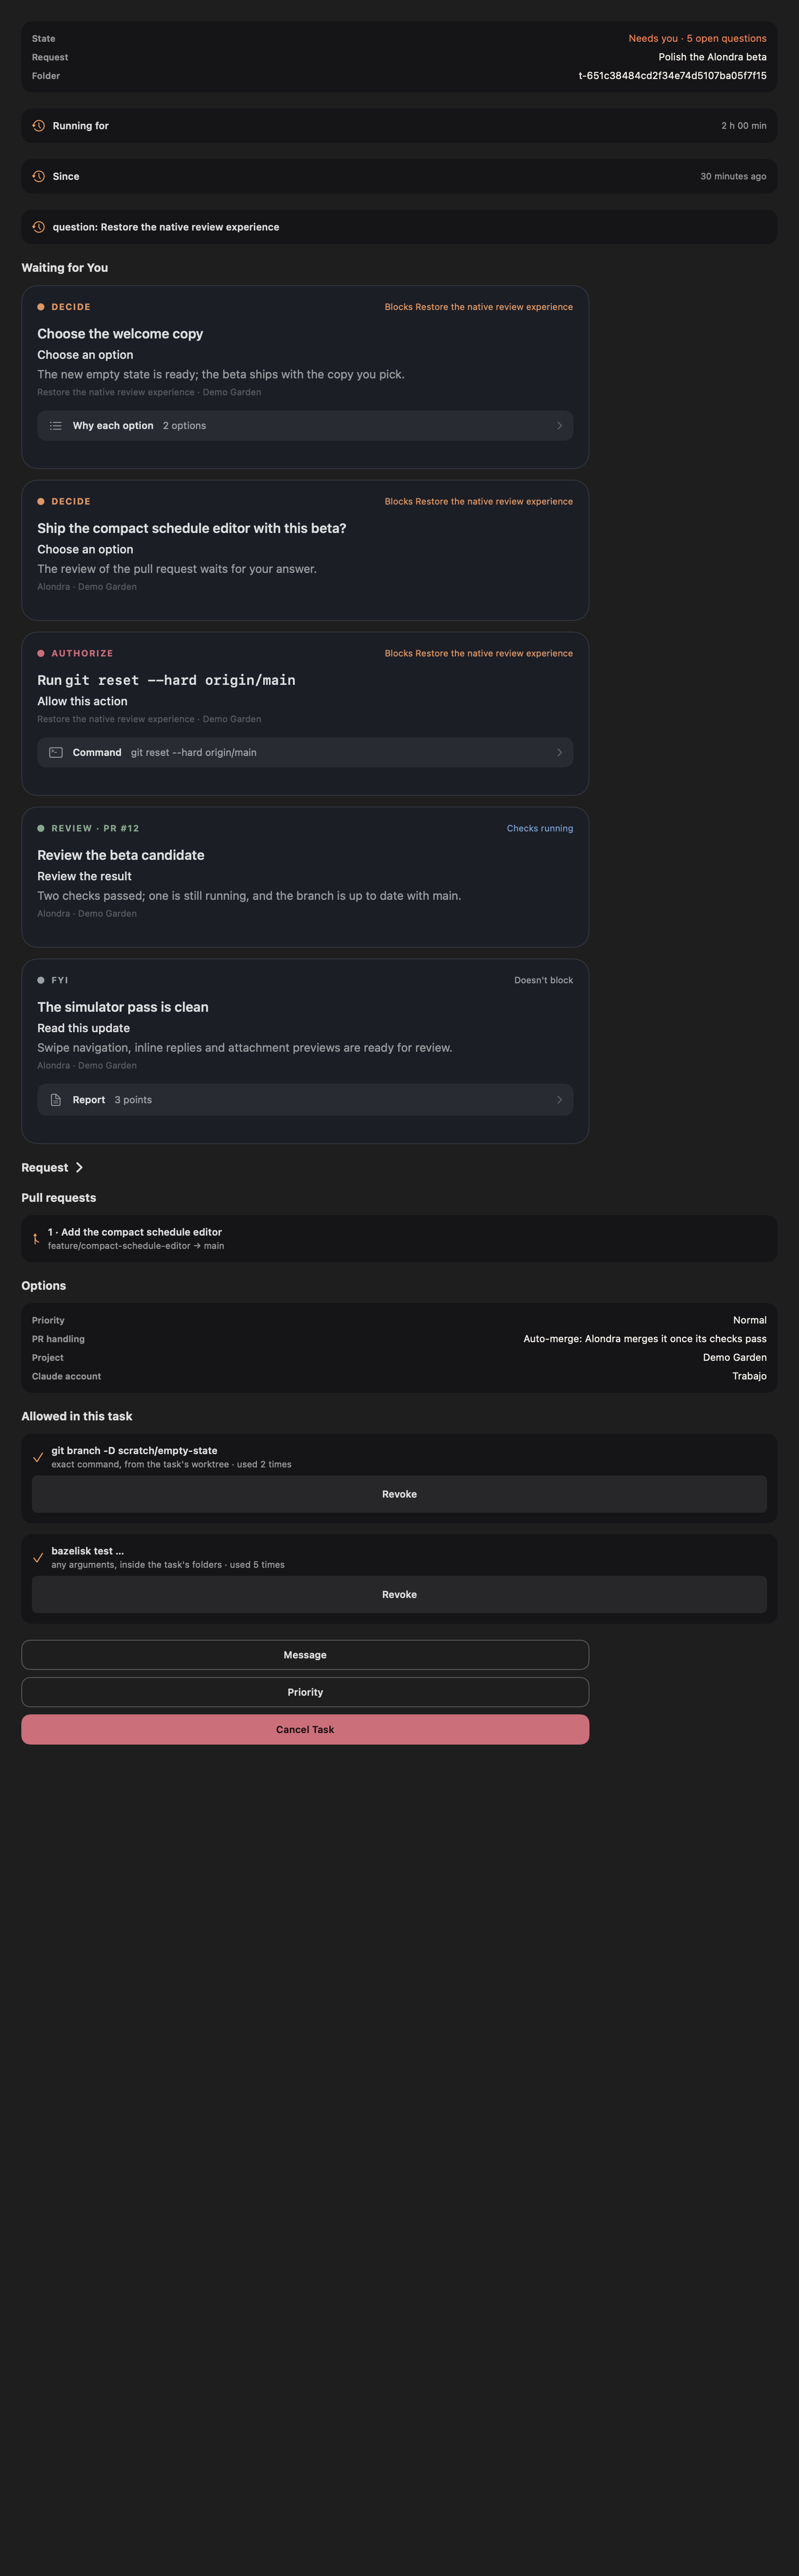 State
Needs you · 5 open questions
Request
Polish the Alondra beta
Folder
t-651c38484cd2f34e74d5107ba05f7f15
Running for
2 h 00 min
Since
30 minutes ago
question: Restore the native review experience
Waiting for You
DECIDE
Blocks Restore the native review experience
Choose the welcome copy
Choose an option
The new empty state is ready; the beta ships with the copy you pick.
Restore the native review experience · Demo Garden
Why each option 2 options
DECIDE
Blocks Restore the native review experience
Ship the compact schedule editor with this beta?
Choose an option
The review of the pull request waits for your answer.
Alondra · Demo Garden
AUTHORIZE
Blocks Restore the native review experience
Run git reset --hard origin/main
Allow this action
Restore the native review experience · Demo Garden
Command git reset --hard origin/main
REVIEW · PR #12
Checks running
Review the beta candidate
Review the result
Two checks passed; one is still running, and the branch is up to date with main.
Alondra · Demo Garden
FYI
Doesn't block
The simulator pass is clean
Read this update
Swipe navigation, inline replies and attachment previews are ready for review.
Alondra · Demo Garden
Report 3 points
Request
Pull requests
1 · Add the compact schedule editor
feature/compact-schedule-editor → main
Options
Priority
Normal
PR handling
Auto-merge: Alondra merges it once its checks pass
Project
Demo Garden
Claude account
Trabajo
Allowed in this task
git branch -D scratch/empty-state
exact command, from the task's worktree · used 2 times
Revoke
bazelisk test ...
any arguments, inside the task's folders · used 5 times
Revoke
Message
Priority
Cancel Task